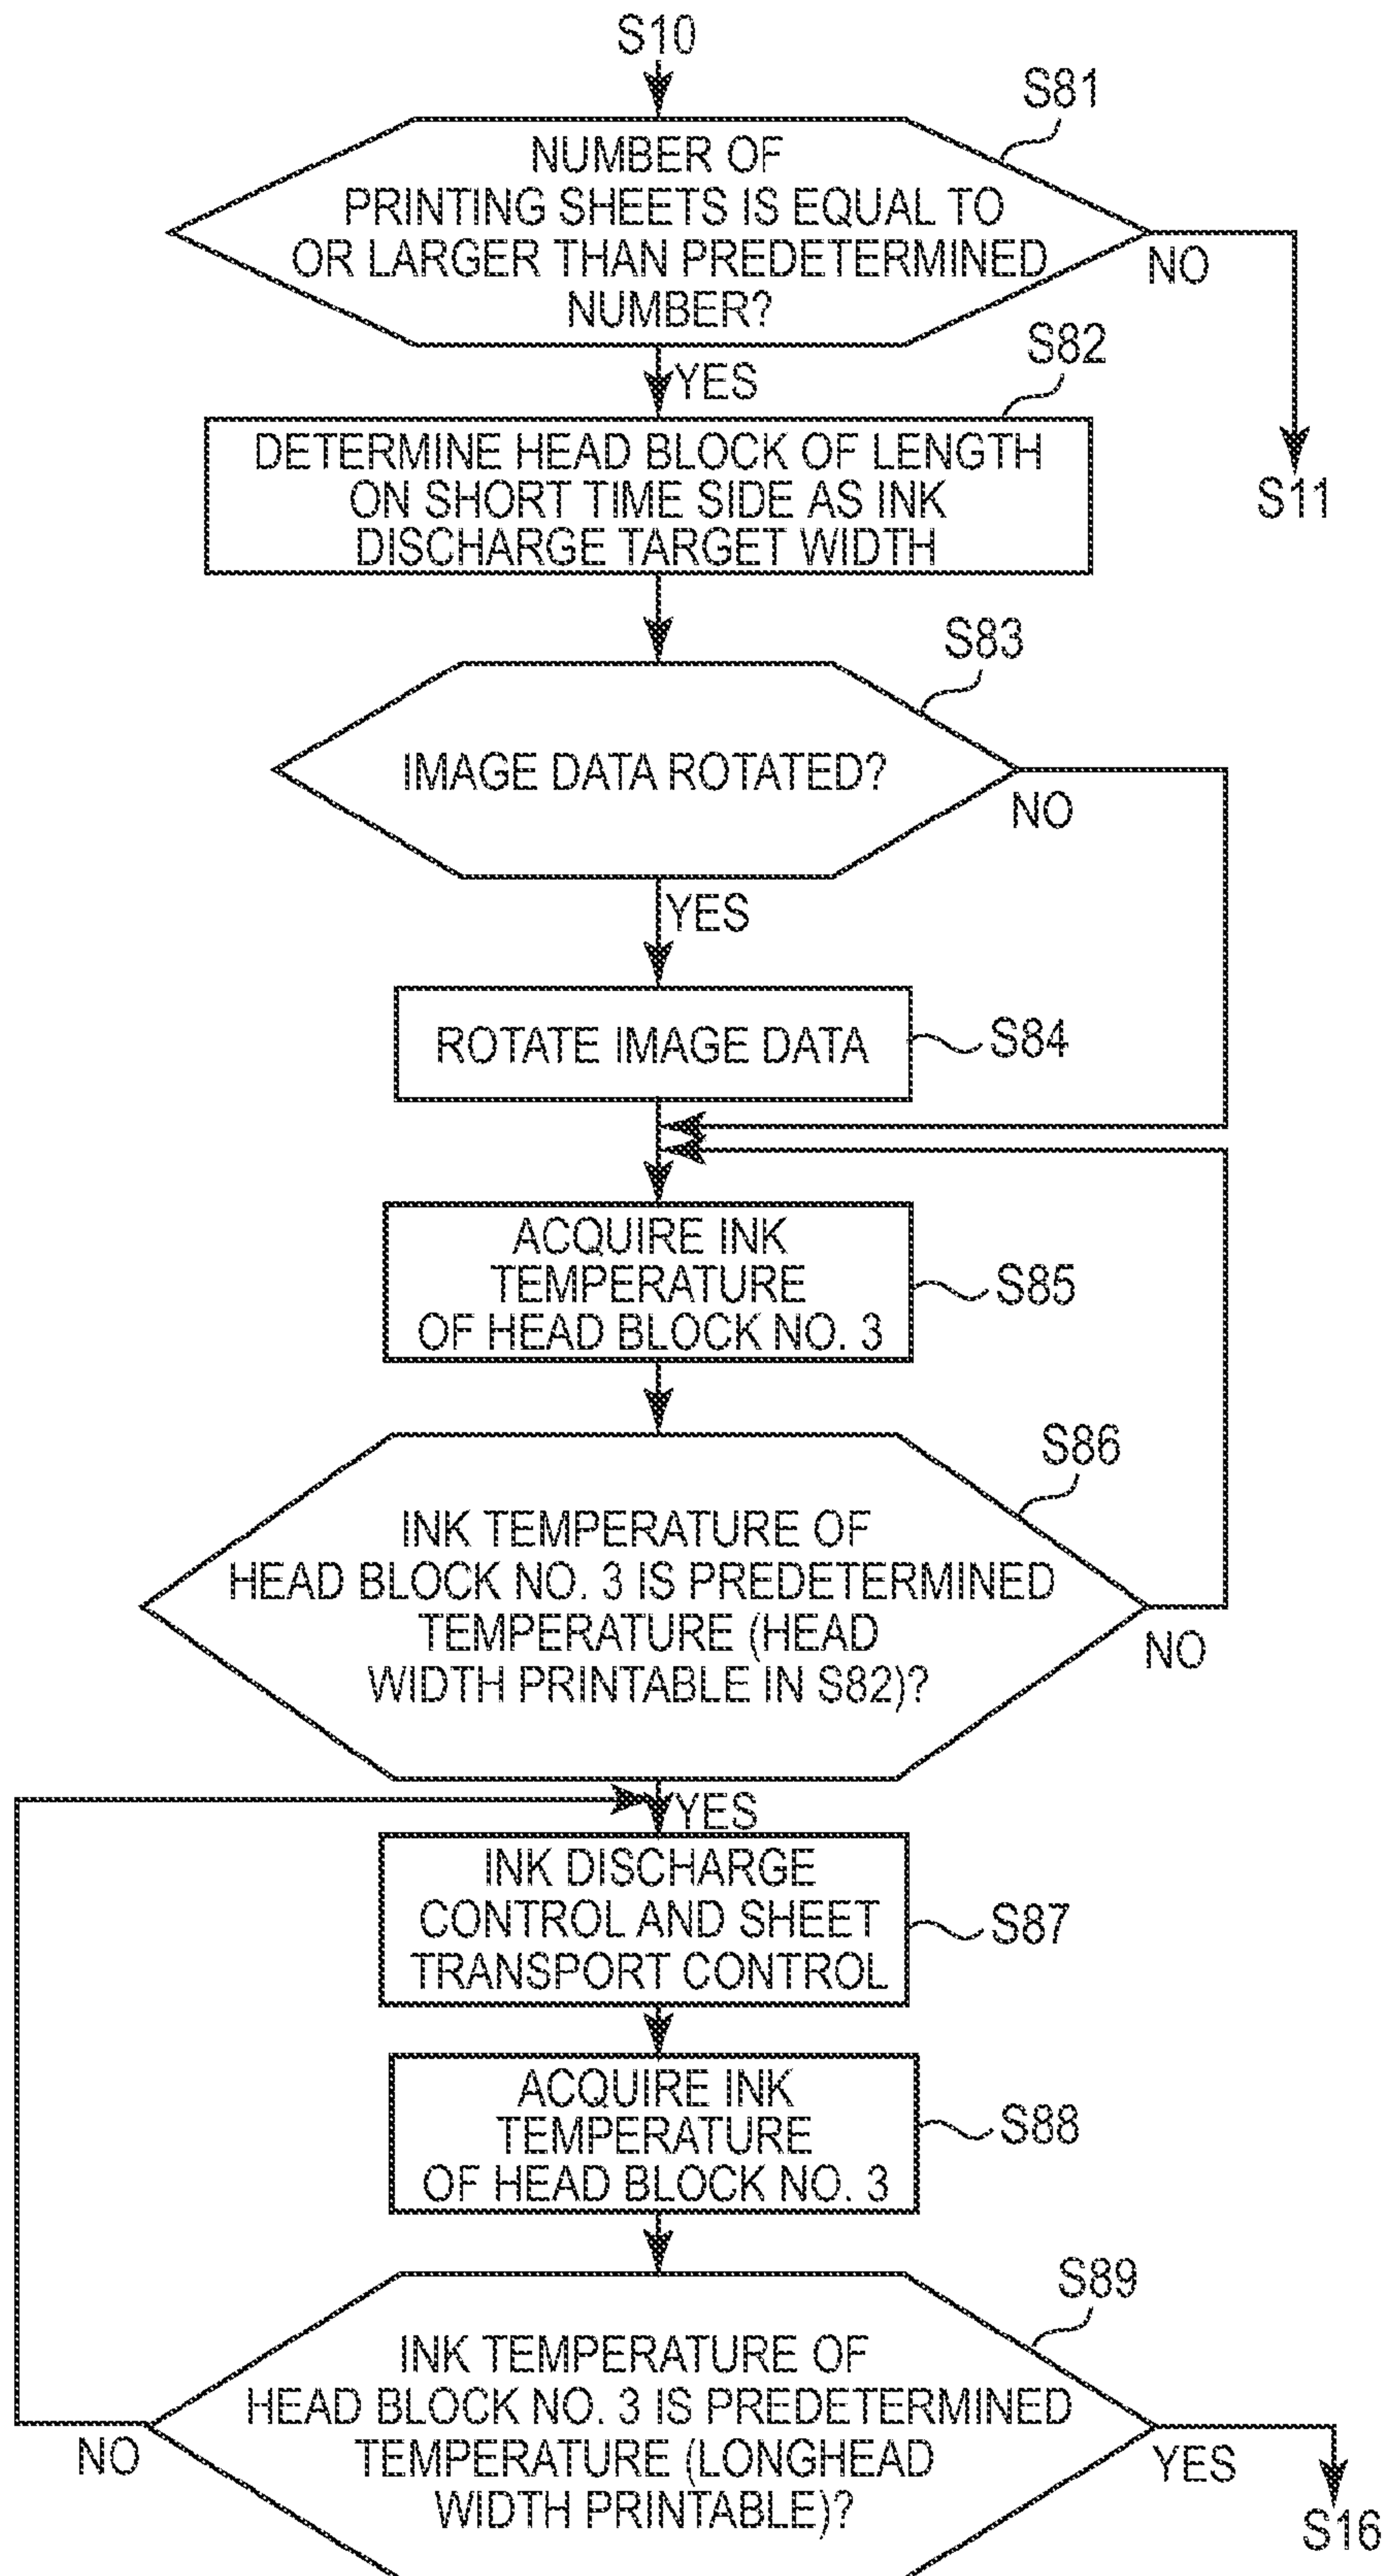 S10
S81
NUMBER OF
PRINTING SHEETS IS EQUAL TO
OR LARGER THAN PREDETERMINED
NUMBER?
NO
S11
YES
S82
DETERMINE HEAD BLOCK OF LENGTH
ON SHORT TIME SIDE AS INK
DISCHARGE TARGET WIDTH
S83
IMAGE DATA ROTATED?
NO
YES
ROTATE IMAGE DATA
S84
ACQUIRE INK
TEMPERATURE
OF HEAD BLOCK NO. 3
S85
S86
INK TEMPERATURE OF
HEAD BLOCK NO. 3 IS PREDETERMINED
TEMPERATURE (HEAD
WIDTH PRINTABLE IN S82)?
NO
YES
INK DISCHARGE
CONTROL AND SHEET
TRANSPORT CONTROL
S87
ACQUIRE INK
TEMPERATURE
OF HEAD BLOCK NO. 3
S88
S89
INK TEMPERATURE OF
HEAD BLOCK NO. 3 IS PREDETERMINED
TEMPERATURE (LONGHEAD
WIDTH PRINTABLE)?
NO
YES
S16